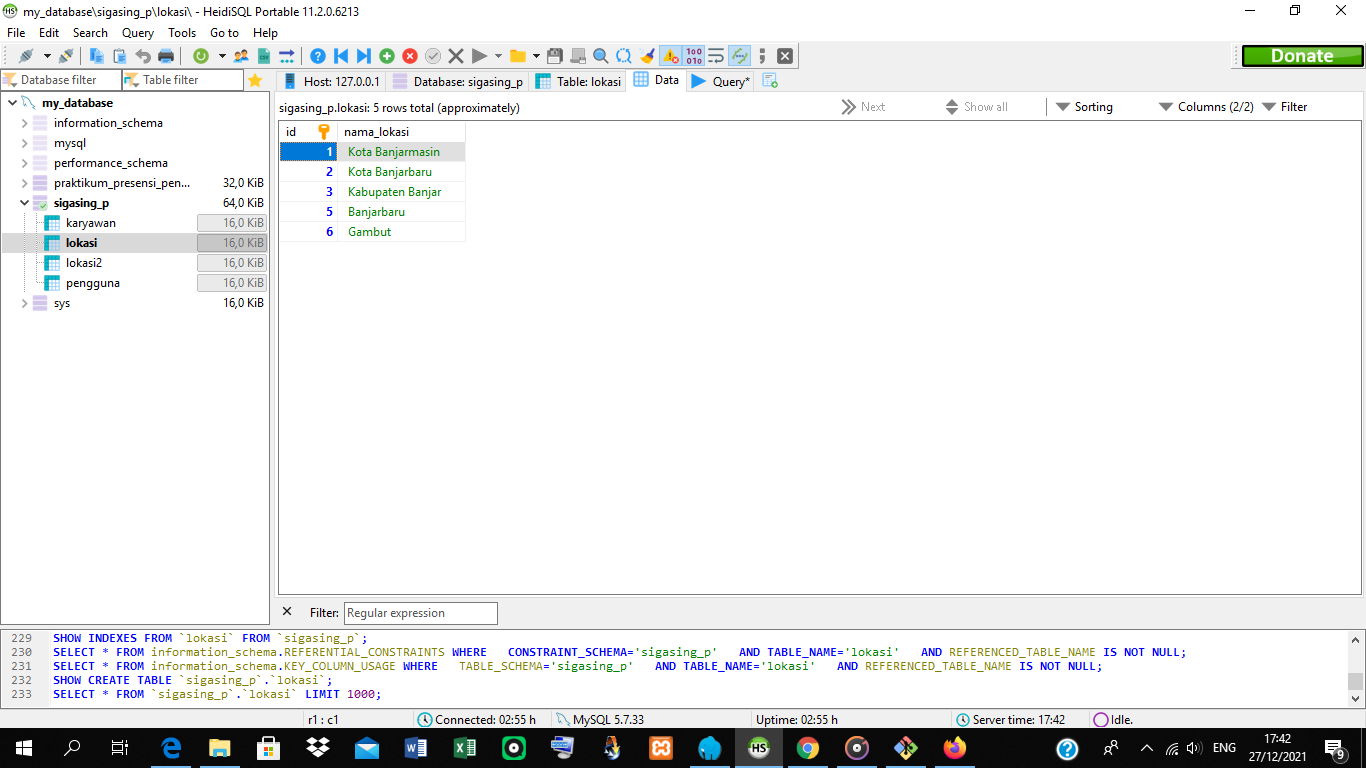 my_database\sigasing_p\lokasi\ - HeidiSQL Portable 11.2.0.6213
File Edit Search Query Tools Go to Help
Donate
Database filter Table filter
Host: 127.0.0.1 Database: sigasing_p Table: lokasi Data Query*
my_database
information_schema
mysql
performance_schema
praktikum_presensi_pen... 32,0 KiB
sigasing_p 64,0 KiB
karyawan 16,0 KiB
lokasi 16,0 KiB
lokasi2 16,0 KiB
pengguna 16,0 KiB
sys 16,0 KiB
sigasing_p.lokasi: 5 rows total (approximately) Next Show all Sorting Columns (2/2) Filter
id nama_lokasi
1 Kota Banjarmasin
2 Kota Banjarbaru
3 Kabupaten Banjar
5 Banjarbaru
6 Gambut
Filter: Regular expression
229 SHOW INDEXES FROM `lokasi` FROM `sigasing_p`;
230 SELECT * FROM information_schema.REFERENTIAL_CONSTRAINTS WHERE CONSTRAINT_SCHEMA='sigasing_p' AND TABLE_NAME='lokasi' AND REFERENCED_TABLE_NAME IS NOT NULL;
231 SELECT * FROM information_schema.KEY_COLUMN_USAGE WHERE TABLE_SCHEMA='sigasing_p' AND TABLE_NAME='lokasi' AND REFERENCED_TABLE_NAME IS NOT NULL;
232 SHOW CREATE TABLE `sigasing_p`.`lokasi`;
233 SELECT * FROM `sigasing_p`.`lokasi` LIMIT 1000;
r1 : c1 Connected: 02:55 h MySQL 5.7.33 Uptime: 02:55 h Server time: 17:42 Idle.
ENG
17:42
27/12/2021
9